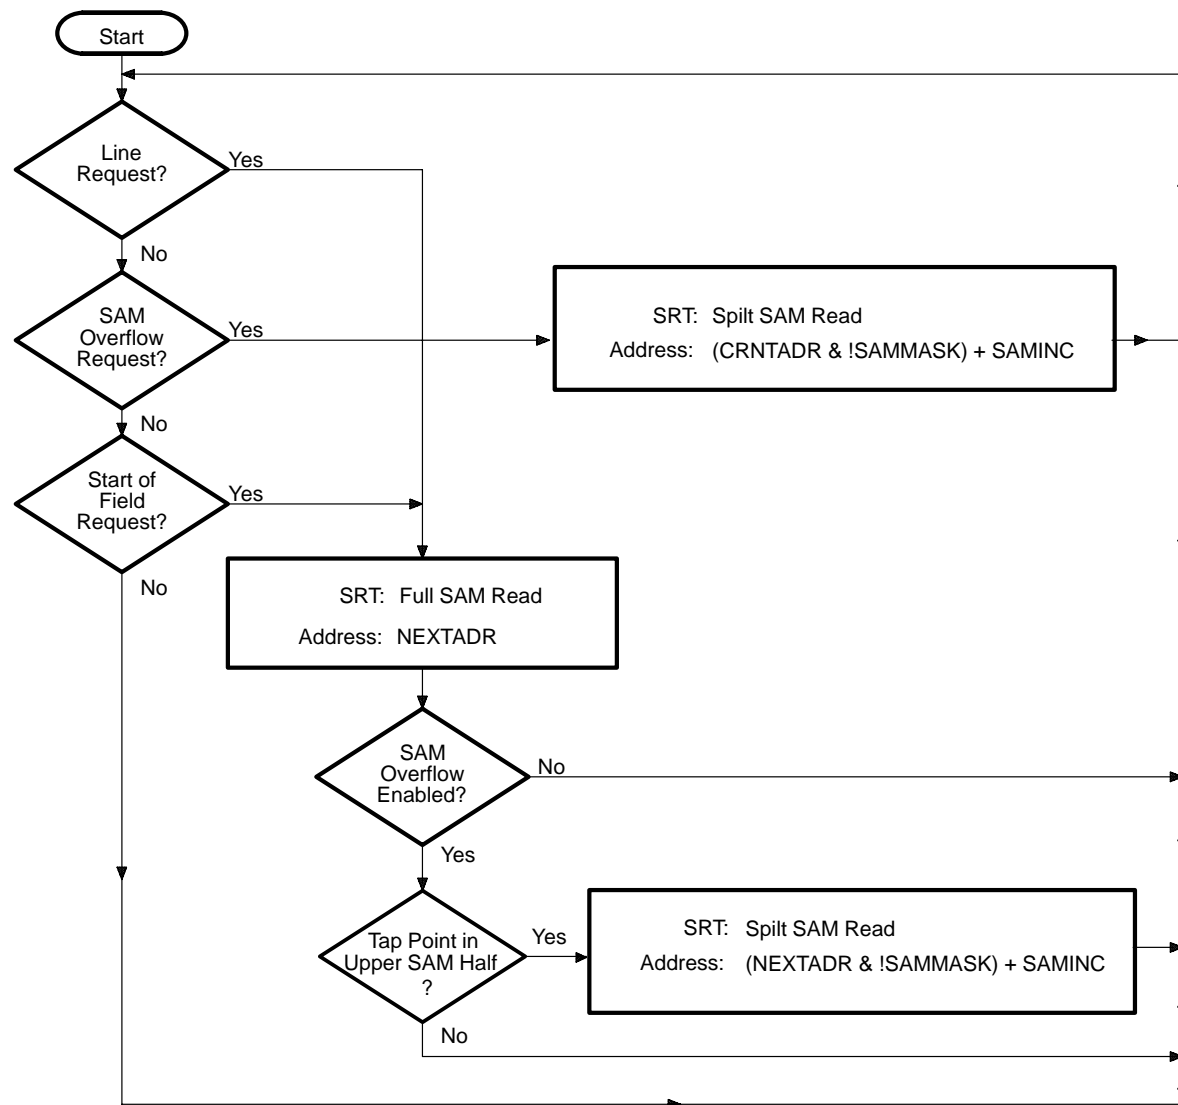 Start
Line
Request?
Yes
No
SAM
Overflow
Request?
Yes
SRT: Spilt SAM Read
Address: (CRNTADR & !SAMMASK) + SAMINC
No
Start of
Field
Request?
Yes
No
SRT: Full SAM Read
Address: NEXTADR
SAM
Overflow
Enabled?
No
Yes
Tap Point in
Upper SAM Half
?
Yes
SRT: Spilt SAM Read
Address: (NEXTADR & !SAMMASK) + SAMINC
No